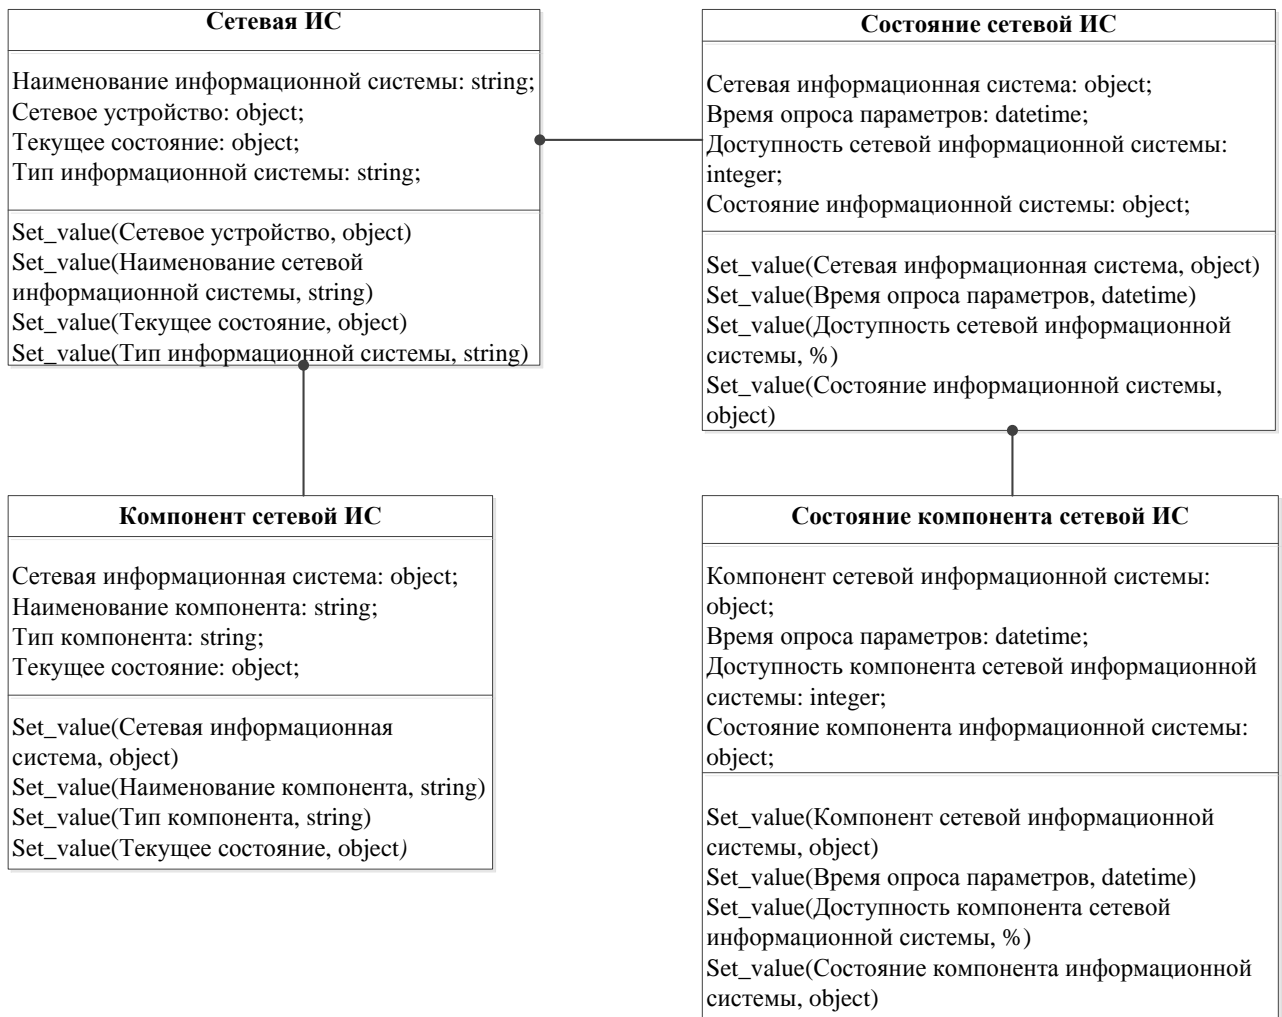 Сетевая ИС
Наименование информационной системы: string;
Сетевое устройство: object;
Текущее состояние: object;
Тип информационной системы: string;
Set_value(Сетевое устройство, object)
Set_value(Наименование сетевой
информационной системы, string)
Set_value(Текущее состояние, object)
Set_value(Тип информационной системы, string)
Состояние сетевой ИС
Сетевая информационная система: object;
Время опроса параметров: datetime;
Доступность сетевой информационной системы:
integer;
Состояние информационной системы: object;
Set_value(Сетевая информационная система, object)
Set_value(Время опроса параметров, datetime)
Set_value(Доступность сетевой информационной
системы, %)
Set_value(Состояние информационной системы,
object)
Компонент сетевой ИС
Сетевая информационная система: object;
Наименование компонента: string;
Тип компонента: string;
Текущее состояние: object;
Set_value(Сетевая информационная
система, object)
Set_value(Наименование компонента, string)
Set_value(Тип компонента, string)
Set_value(Текущее состояние, object)
Состояние компонента сетевой ИС
Компонент сетевой информационной системы:
object;
Время опроса параметров: datetime;
Доступность компонента сетевой информационной
системы: integer;
Состояние компонента информационной системы:
object;
Set_value(Компонент сетевой информационной
системы, object)
Set_value(Время опроса параметров, datetime)
Set_value(Доступность компонента сетевой
информационной системы, %)
Set_value(Состояние компонента информационной
системы, object)